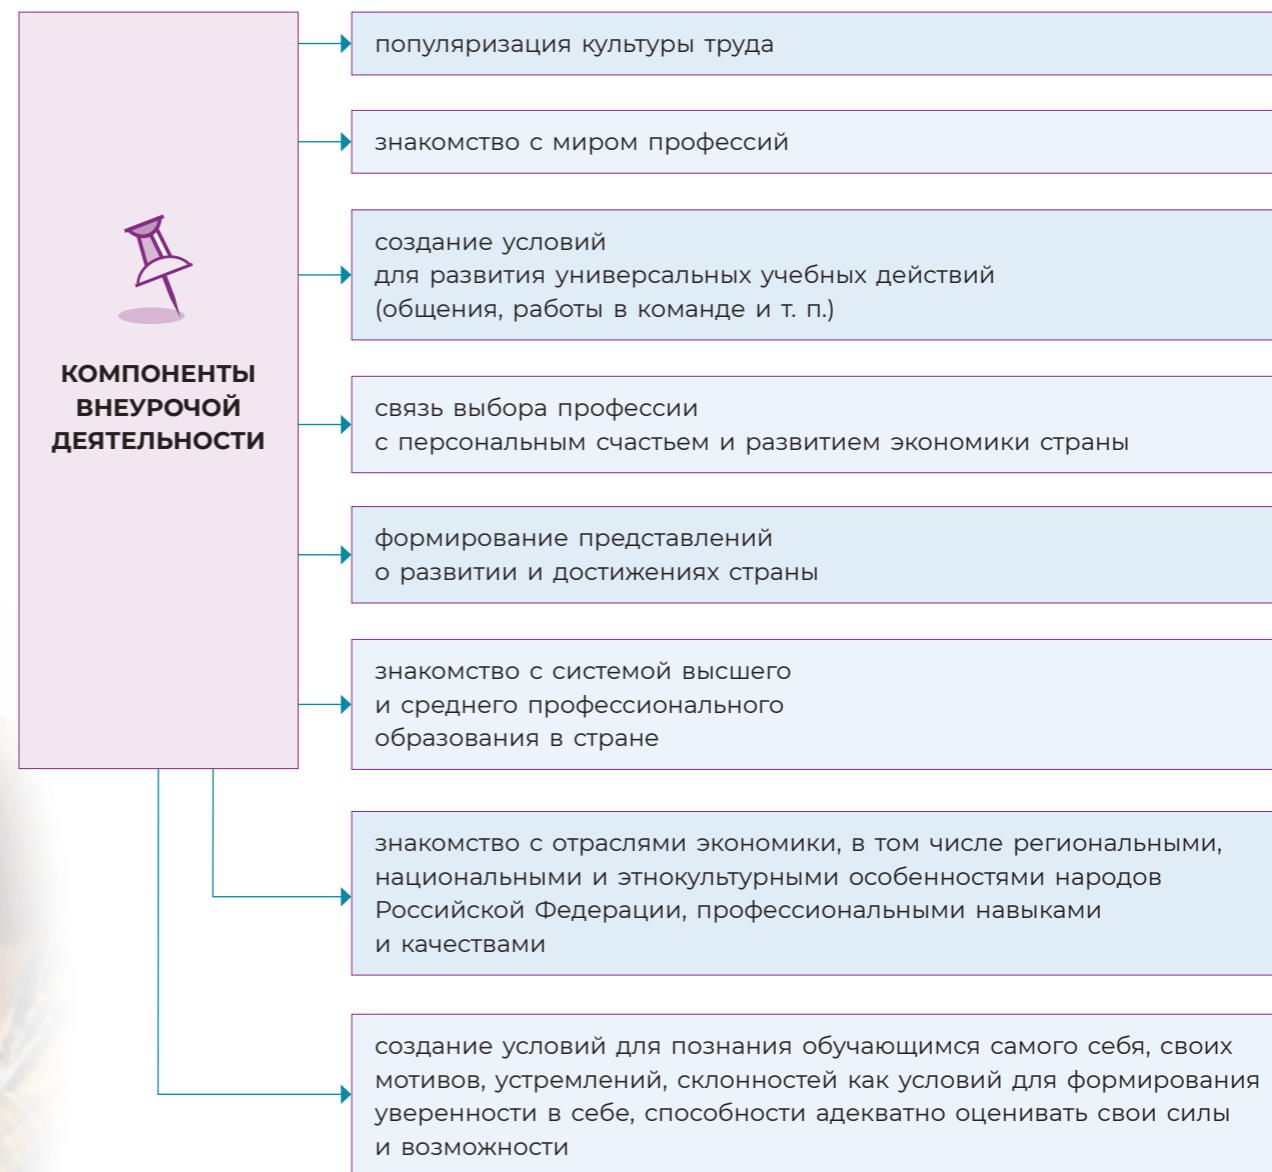 популяризация культуры труда
знакомство с миром профессий
создание условий
для развития универсальных учебных действий
(общения, работы в команде и т. п.)
КОМПОНЕНТЫ
ВНЕУРОЧОЙ
ДЕЯТЕЛЬНОСТИ
связь выбора профессии
с персональным счастьем и развитием экономики страны
формирование представлений
о развитии и достижениях страны
знакомство с системой высшего
и среднего профессионального
образования в стране
знакомство с отраслями экономики, в том числе региональными,
национальными и этнокультурными особенностями народов
Российской Федерации, профессиональными навыками
и качествами
создание условий для познания обучающимся самого себя, своих
мотивов, устремлений, склонностей как условий для формирования
уверенности в себе, способности адекватно оценивать свои силы
и возможности